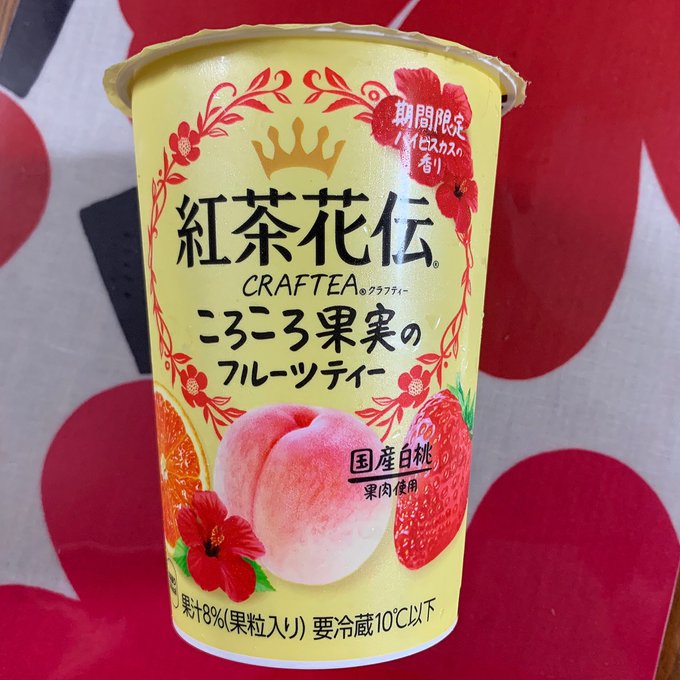 期間限定
ハイビスカスの
香り
紅茶花伝®
CRAFTEA®クラフティー
ころころ果実の
フルーツティー
国産白桃
果肉使用
果汁8%(果粒入り) 要冷蔵10℃以下